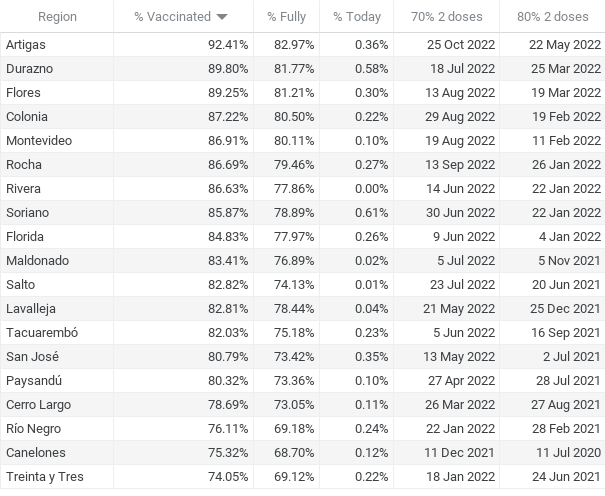 Region % Vaccinated % Fully % Today 70% 2 doses 80% 2 doses
Artigas 92.41% 82.97% 0.36% 25 Oct 2022 22 May 2022
Durazno 89.80% 81.77% 0.58% 18 Jul 2022 25 Mar 2022
Flores 89.25% 81.21% 0.30% 13 Aug 2022 19 Mar 2022
Colonia 87.22% 80.50% 0.22% 29 Aug 2022 19 Feb 2022
Montevideo 86.91% 80.11% 0.10% 19 Aug 2022 11 Feb 2022
Rocha 86.69% 79.46% 0.27% 13 Sep 2022 26 Jan 2022
Rivera 86.63% 77.86% 0.00% 14 Jun 2022 22 Jan 2022
Soriano 85.87% 78.89% 0.61% 30 Jun 2022 22 Jan 2022
Florida 84.83% 77.97% 0.26% 9 Jun 2022 4 Jan 2022
Maldonado 83.41% 76.89% 0.02% 5 Jul 2022 5 Nov 2021
Salto 82.82% 74.13% 0.01% 23 Jul 2022 20 Jun 2021
Lavalleja 82.81% 78.44% 0.04% 21 May 2022 25 Dec 2021
Tacuarembó 82.03% 75.18% 0.23% 5 Jun 2022 16 Sep 2021
San José 80.79% 73.42% 0.35% 13 May 2022 2 Jul 2021
Paysandú 80.32% 73.36% 0.10% 27 Apr 2022 28 Jul 2021
Cerro Largo 78.69% 73.05% 0.11% 26 Mar 2022 27 Aug 2021
Río Negro 76.11% 69.18% 0.24% 22 Jan 2022 28 Feb 2021
Canelones 75.32% 68.70% 0.12% 11 Dec 2021 11 Jul 2020
Treinta y Tres 74.05% 69.12% 0.22% 18 Jan 2022 24 Jun 2021